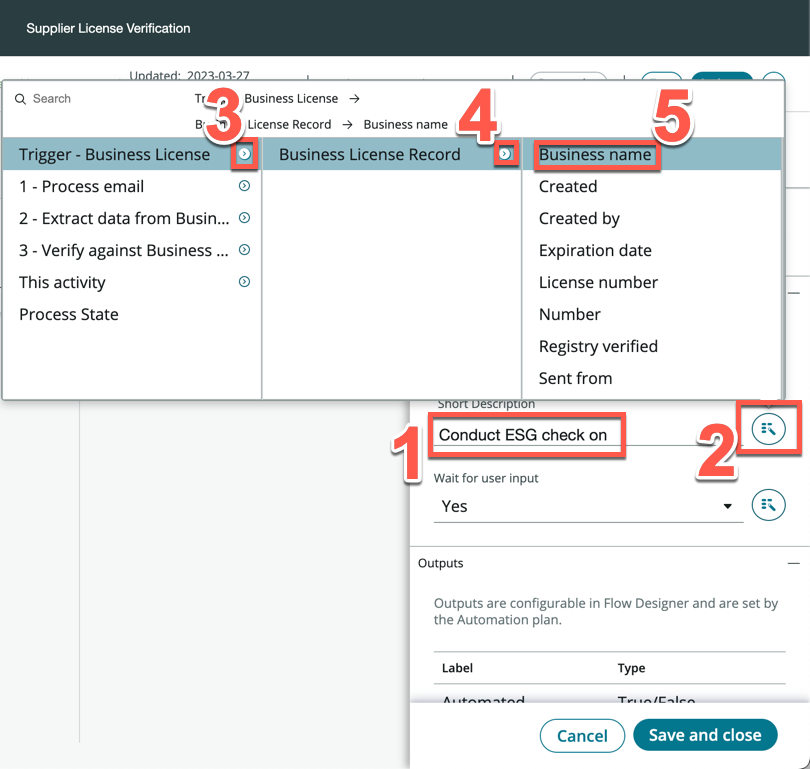 Supplier License Verification
Updated: 2023-03-27
Search
Business License →
License Record → Business name
3
4
5
Trigger - Business License
Business License Record
Business name
1 - Process email
Created
2 - Extract data from Busin...
Created by
3 - Verify against Business ...
Expiration date
This activity
License number
Process State
Number
Registry verified
Sent from
Short Description
1
Conduct ESG check on
2
Wait for user input
Yes
Outputs
Outputs are configurable in Flow Designer and are set by
the Automation plan.
Label Type
Automated True/False
Cancel Save and close